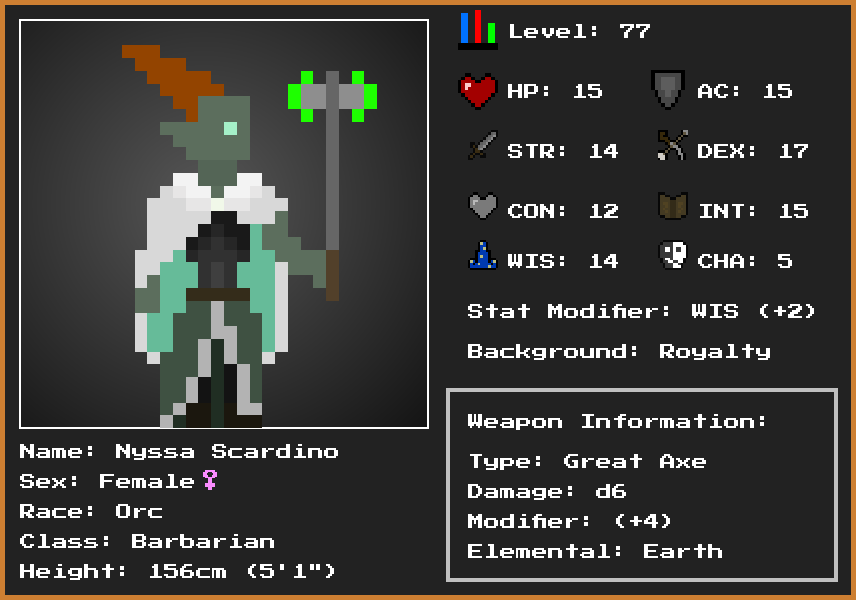 Level: 77
HP: 15 AC: 15
STR: 14 DEX: 17
CON: 12 INT: 15
WIS: 14 CHA: 5
Stat Modifier: WIS (+2)
Background: Royalty
Weapon Information:
Type: Great Axe
Damage: d6
Modifier: (+4)
Elemental: Earth
Name: Nyssa Scardino
Sex: Female♀
Race: Orc
Class: Barbarian
Height: 156cm (5'1")